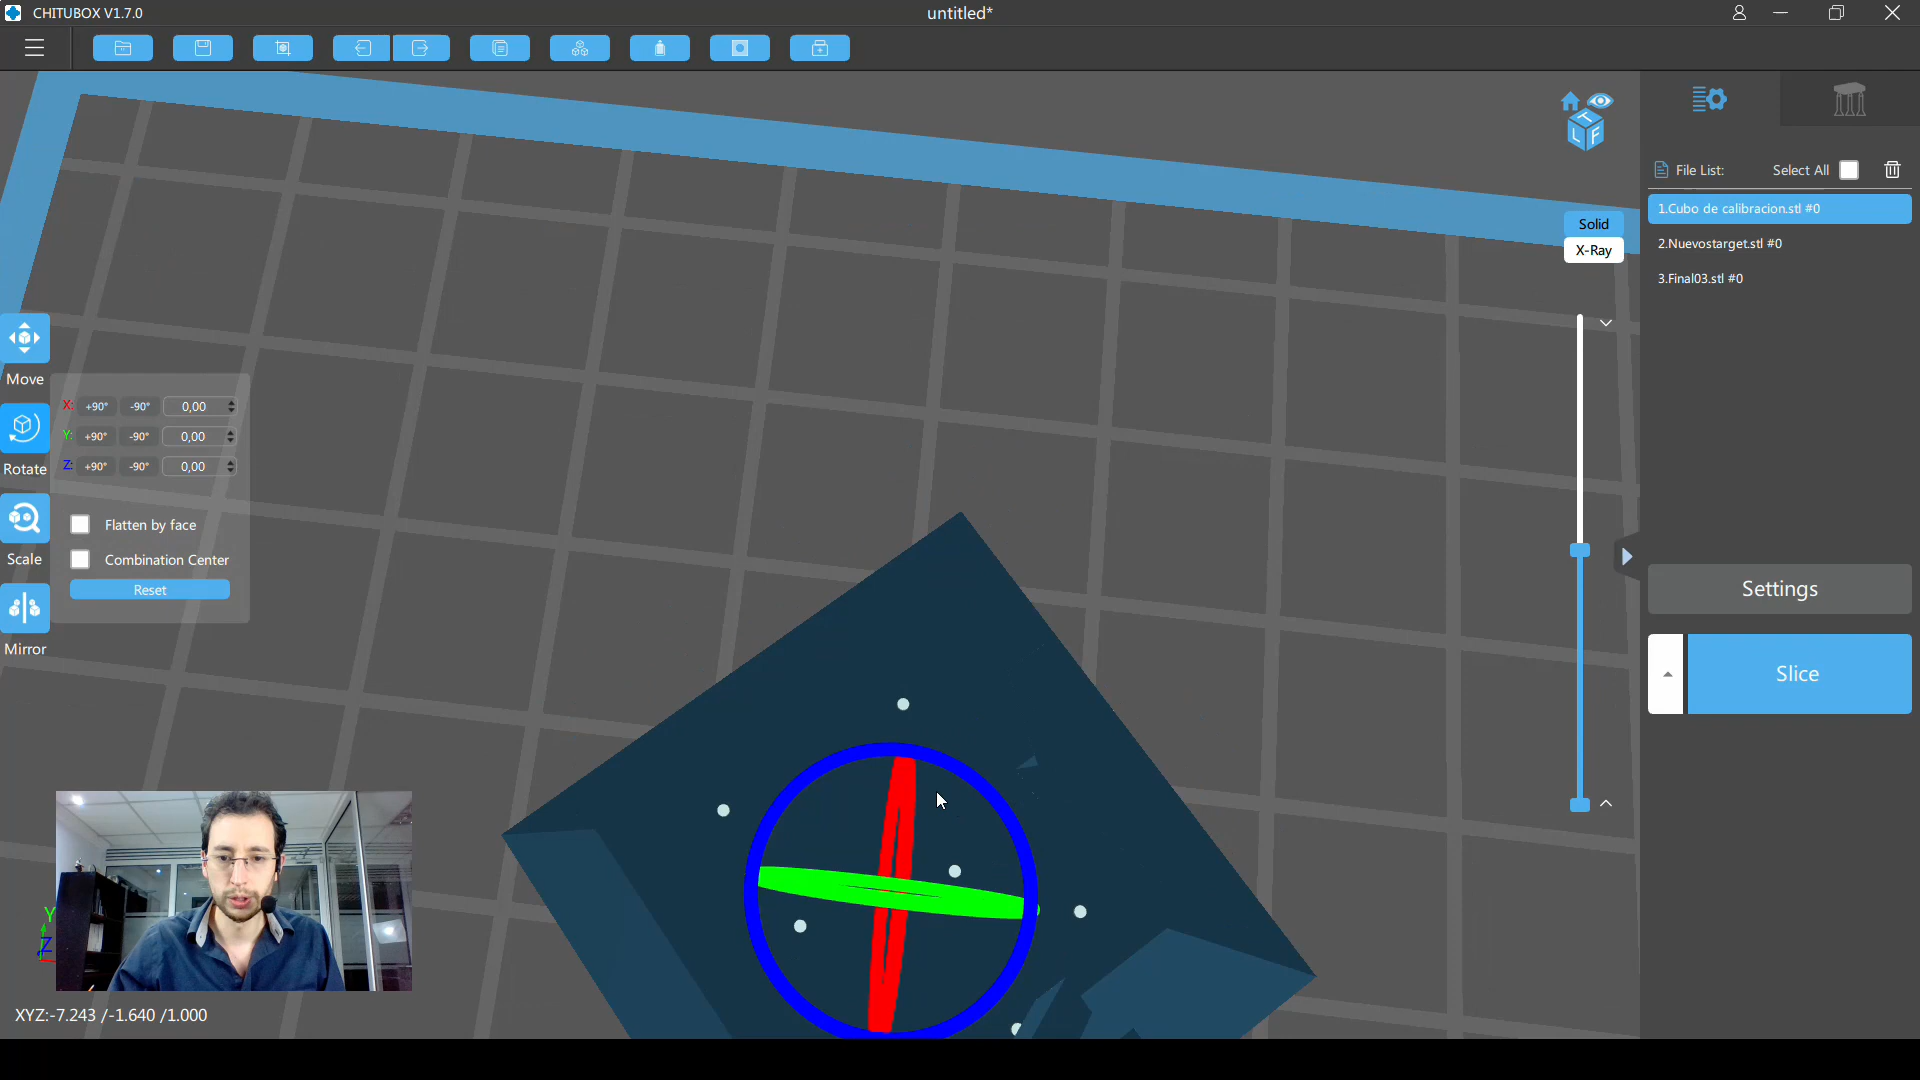 CHITUBOX V1.7.0
untitled*
T
L F
File List:
Select All
Solid
X-Ray
1.Cubo de calibracion.stl #0
2.Nuevostarget.stl #0
3.Final03.stl #0
Move
X: +90° -90° 0,00
Y: +90° -90° 0,00
Rotate
Z: +90° -90° 0,00
Flatten by face
Scale
Combination Center
Reset
Mirror
Settings
Slice
Y
Z
XYZ:-7.243 /-1.640 /1.000